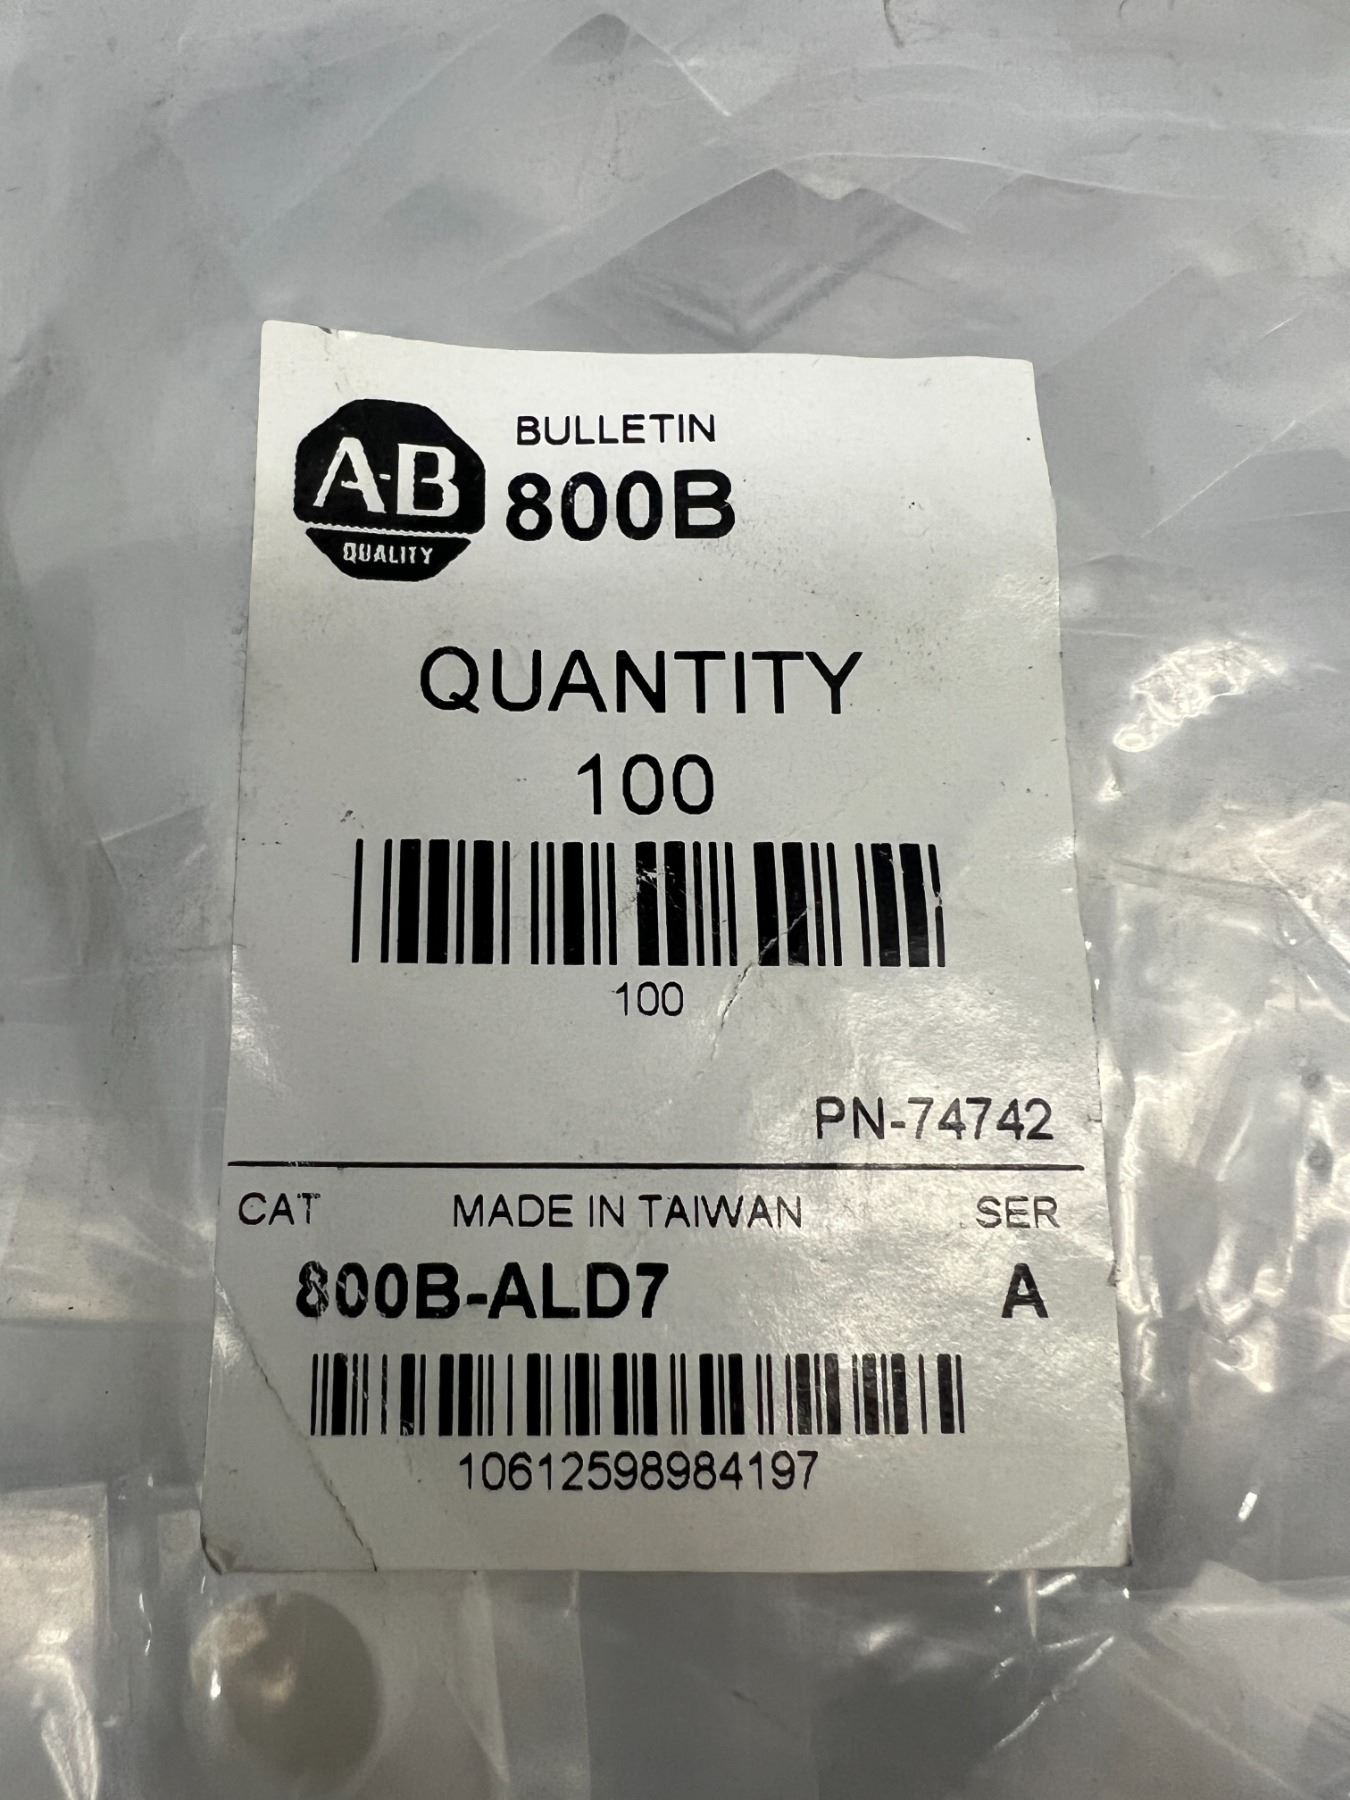 A-B
QUALITY
BULLETIN
800B
QUANTITY
100
100
PN-74742
CAT MADE IN TAIWAN SER
800B-ALD7 A
10612598984197